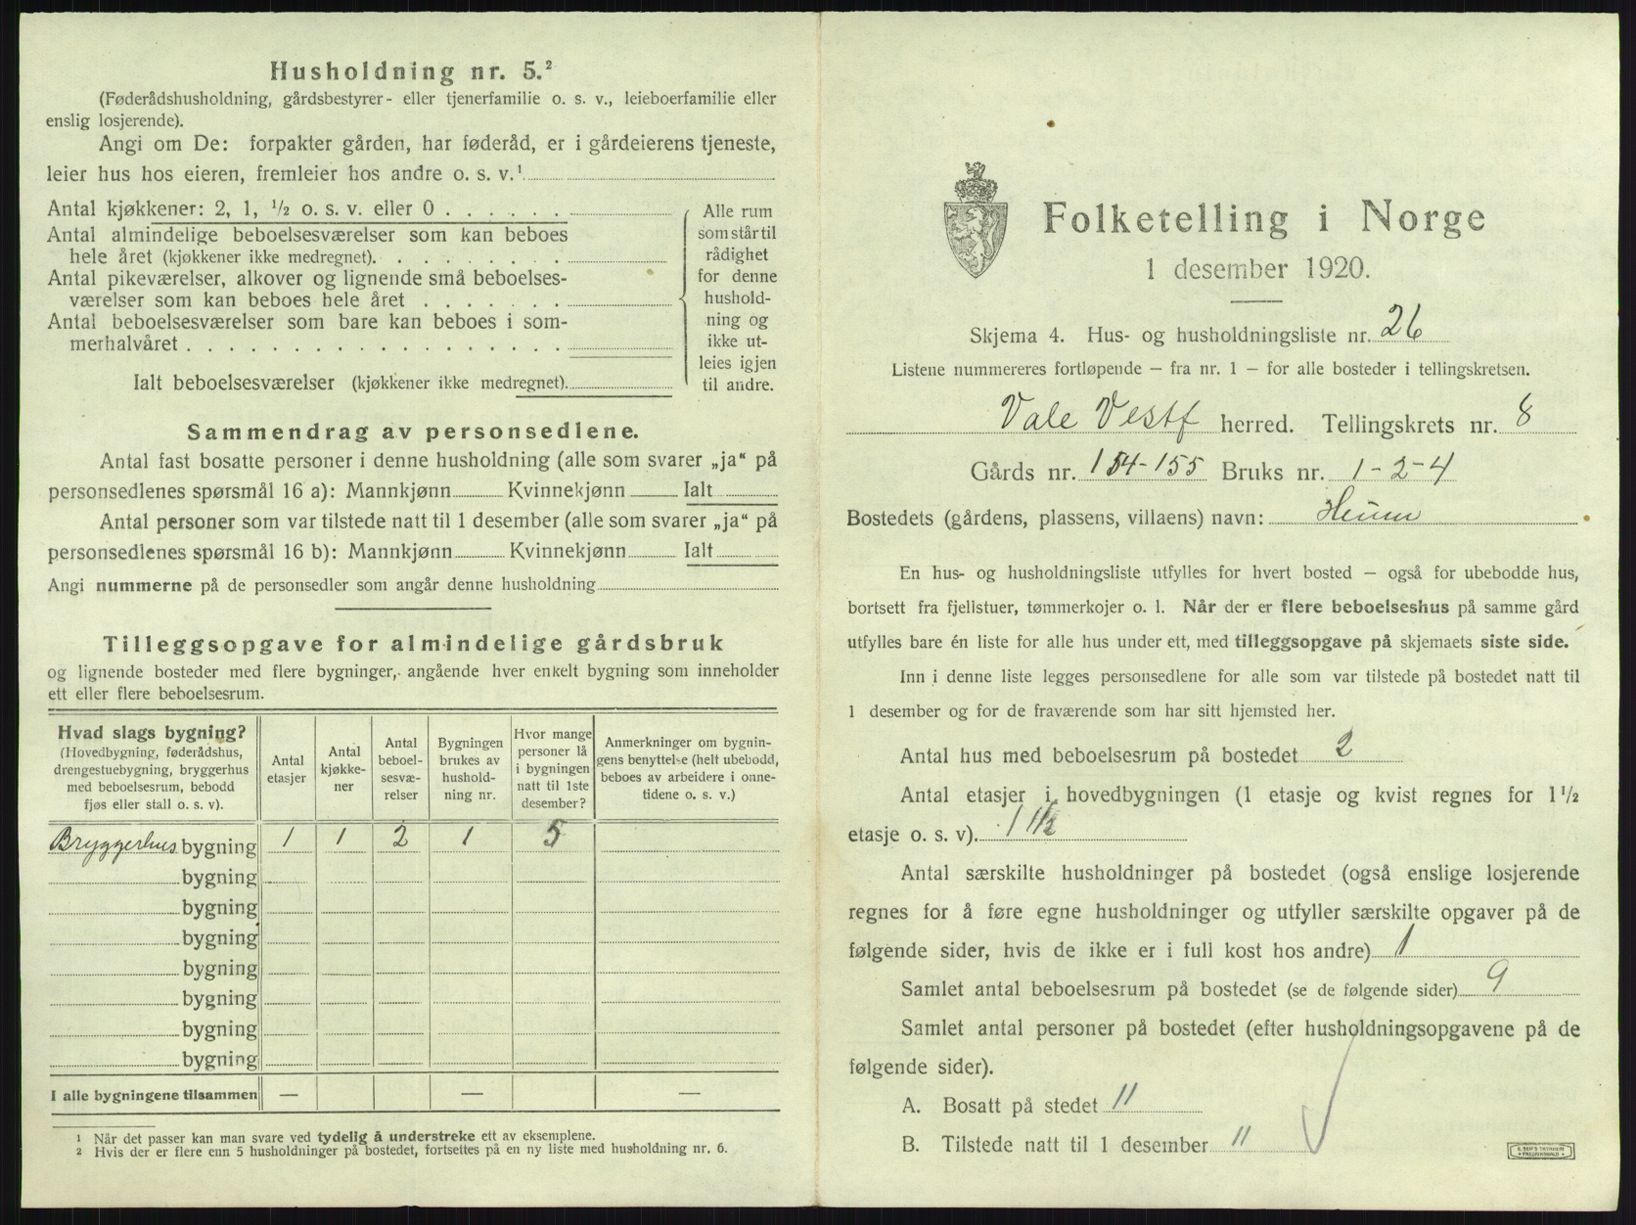 Husholdning nr. 5.²
(Føderådshusholdning, gårdsbestyrer- eller tjenerfamilie o. s. v., leieboerfamilie eller
enslig losjerende).
Angi om De: forpakter gården, har føderåd, er i gårdeierens tjeneste,
leier hus hos eieren, fremleier hos andre o. s. v.¹
Antal kjøkkener: 2, 1, ½ o. s. v. eller 0 . . . . . .
Antal almindelige beboelsesværelser som kan beboes
hele året (kjøkkener ikke medregnet). . . . . . . .
Antal pikeværelser, alkover og lignende små beboelses-
værelser som kan beboes hele året . . . . . . .
Antal beboelsesværelser som bare kan beboes i som-
merhalvåret . . . . . . . . . . . . . . . . . .
Ialt beboelsesværelser (kjøkkener ikke medregnet).
Alle rum
som står til
rådighet
for denne
hushold-
ning og
ikke ut-
leies igjen
til andre.
Sammendrag av personsedlene.
Antal fast bosatte personer i denne husholdning (alle som svarer „ja“ på
personsedlenes spørsmål 16 a): Mannkjønn Kvinnekjønn Ialt
Antal personer som var tilstede natt til 1 desember (alle som svarer „ja“ på
personsedlenes spørsmål 16 b): Mannkjønn Kvinnekjønn Ialt
Angi nummerne på de personsedler som angår denne husholdning
Tilleggsopgave for almindelige gårdsbruk
og lignende bosteder med flere bygninger, angående hver enkelt bygning som inneholder
ett eller flere beboelsesrum.
Hvad slags bygning?
(Hovedbygning, føderådshus,
drengestuebygning, bryggerhus
med beboelsesrum, bebodd
fjøs eller stall o. s. v).
Antal
etasjer
Antal
kjøkke-
ner
Antal
beboel-
sesvæ-
relser
Bygningen
brukes av
hushold-
ning nr.
Hvor mange
personer lå
i bygningen
natt til 1ste
desember?
Anmerkninger om bygnin-
gens benyttelse (helt ubebodd,
beboes av arbeidere i onne-
tidene o. s. v.)
Bryggerhus bygning 1 1 2 1 5
bygning
bygning
bygning
bygning
bygning
bygning
bygning
I alle bygningene tilsammen — — —
¹ Når det passer kan man svare ved tydelig å understreke ett av eksemplene.
² Hvis der er flere enn 5 husholdninger på bostedet, fortsettes på en ny liste med husholdning nr. 6.
Folketelling i Norge
1 desember 1920.
Skjema 4. Hus- og husholdningsliste nr. 26
Listene nummereres fortløpende — fra nr. 1 — for alle bosteder i tellingskretsen.
Vale Vestf herred. Tellingskrets nr. 8
Gårds nr. 154-155 Bruks nr. 1-2-4
Bostedets (gårdens, plassens, villaens) navn: Heum
En hus- og husholdningsliste utfylles for hvert bosted — også for ubebodde hus,
bortsett fra fjellstuer, tømmerkojer o. l. Når der er flere beboelseshus på samme gård
utfylles bare én liste for alle hus under ett, med tilleggsopgave på skjemaets siste side.
Inn i denne liste legges personsedlene for alle som var tilstede på bostedet natt til
1 desember og for de fraværende som har sitt hjemsted her.
Antal hus med beboelsesrum på bostedet 2
Antal etasjer i hovedbygningen (1 etasje og kvist regnes for 1½
etasje o. s. v). 1 1/2
Antal særskilte husholdninger på bostedet (også enslige losjerende
regnes for å føre egne husholdninger og utfyller særskilte opgaver på de
følgende sider, hvis de ikke er i full kost hos andre) 1
Samlet antal beboelsesrum på bostedet (se de følgende sider) 9
Samlet antal personer på bostedet (efter husholdningsopgavene på de
følgende sider).
A. Bosatt på stedet 11
B. Tilstede natt til 1 desember 11